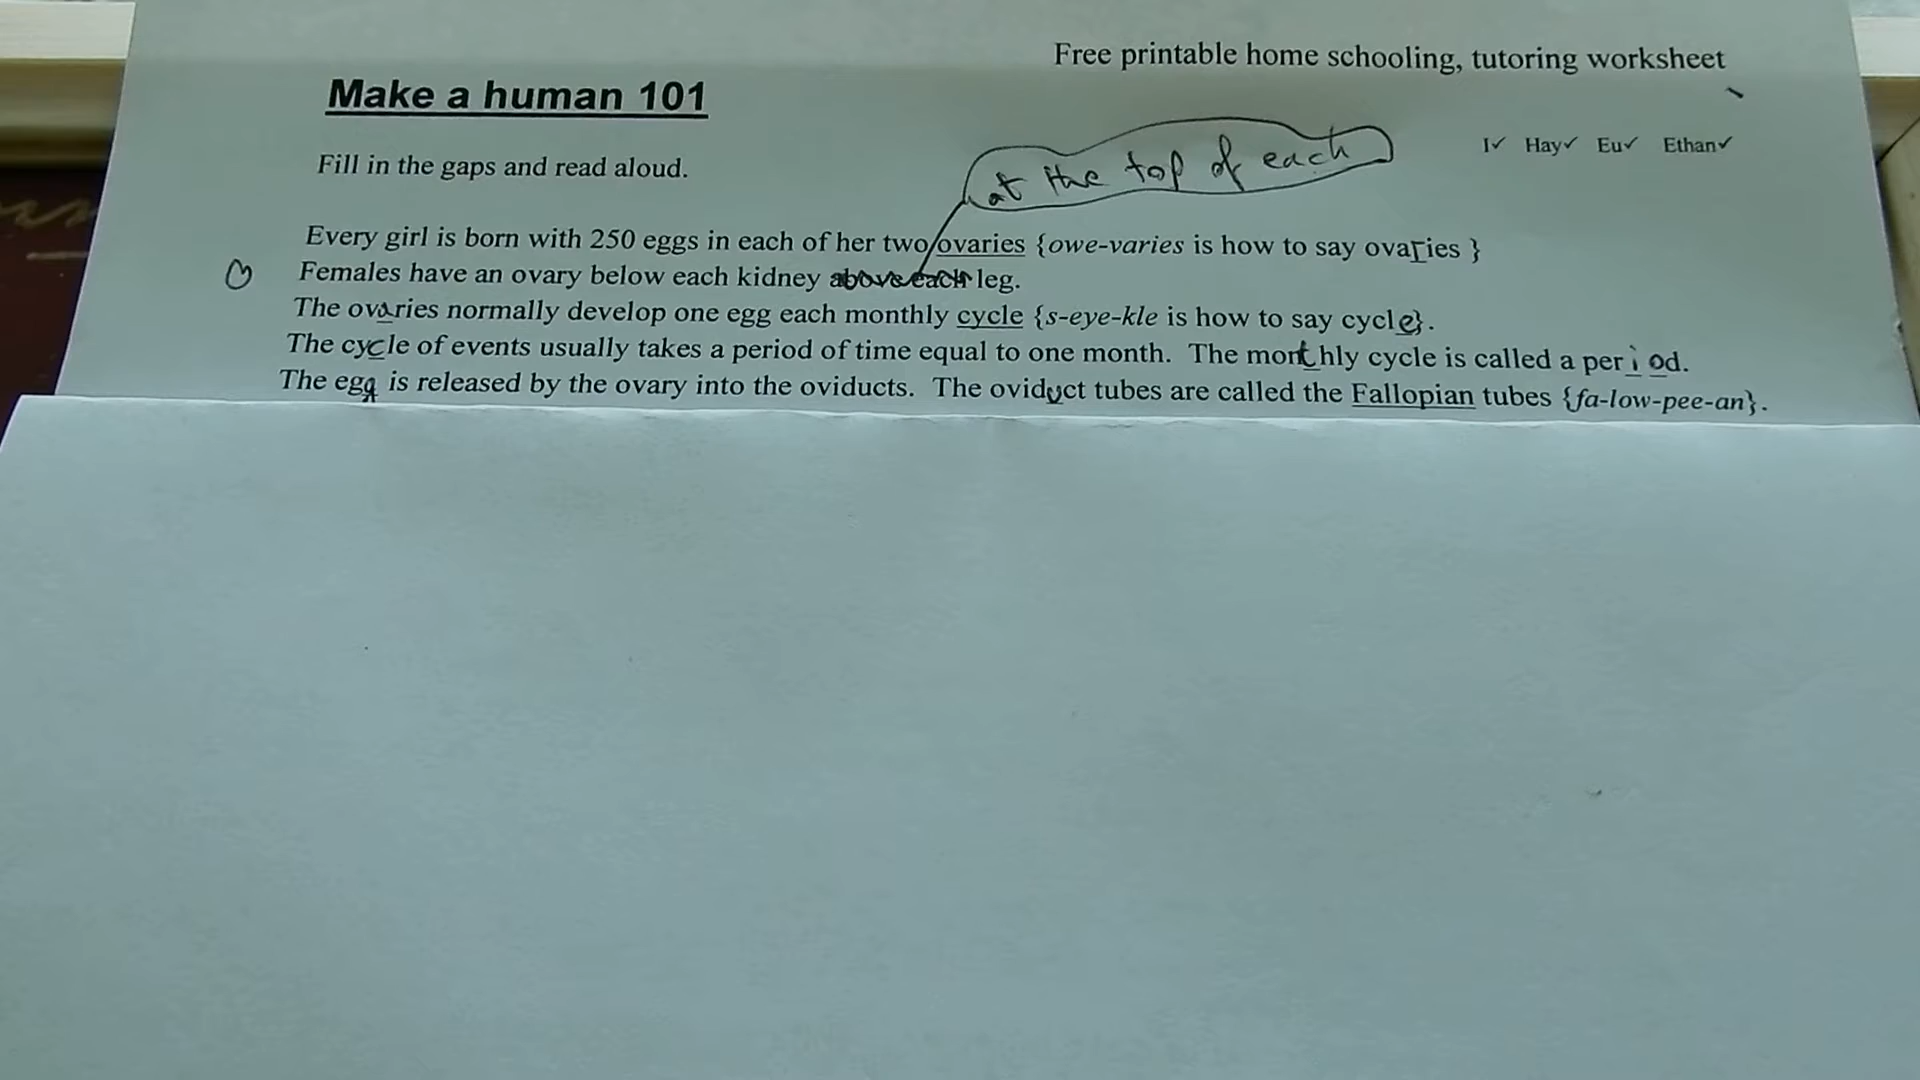 Free printable home schooling, tutoring worksheet
Make a human 101
I✓ Hay✓ Eu✓ Ethan✓
Fill in the gaps and read aloud.
at the top of each
Every girl is born with 250 eggs in each of her two ovaries {owe-varies is how to say ovaries }
Females have an ovary below each kidney above each leg.
The ovaries normally develop one egg each monthly cycle {s-eye-kle is how to say cycle}.
The cycle of events usually takes a period of time equal to one month. The monthly cycle is called a period.
The egg is released by the ovary into the oviducts. The oviduct tubes are called the Fallopian tubes {fa-low-pee-an}.